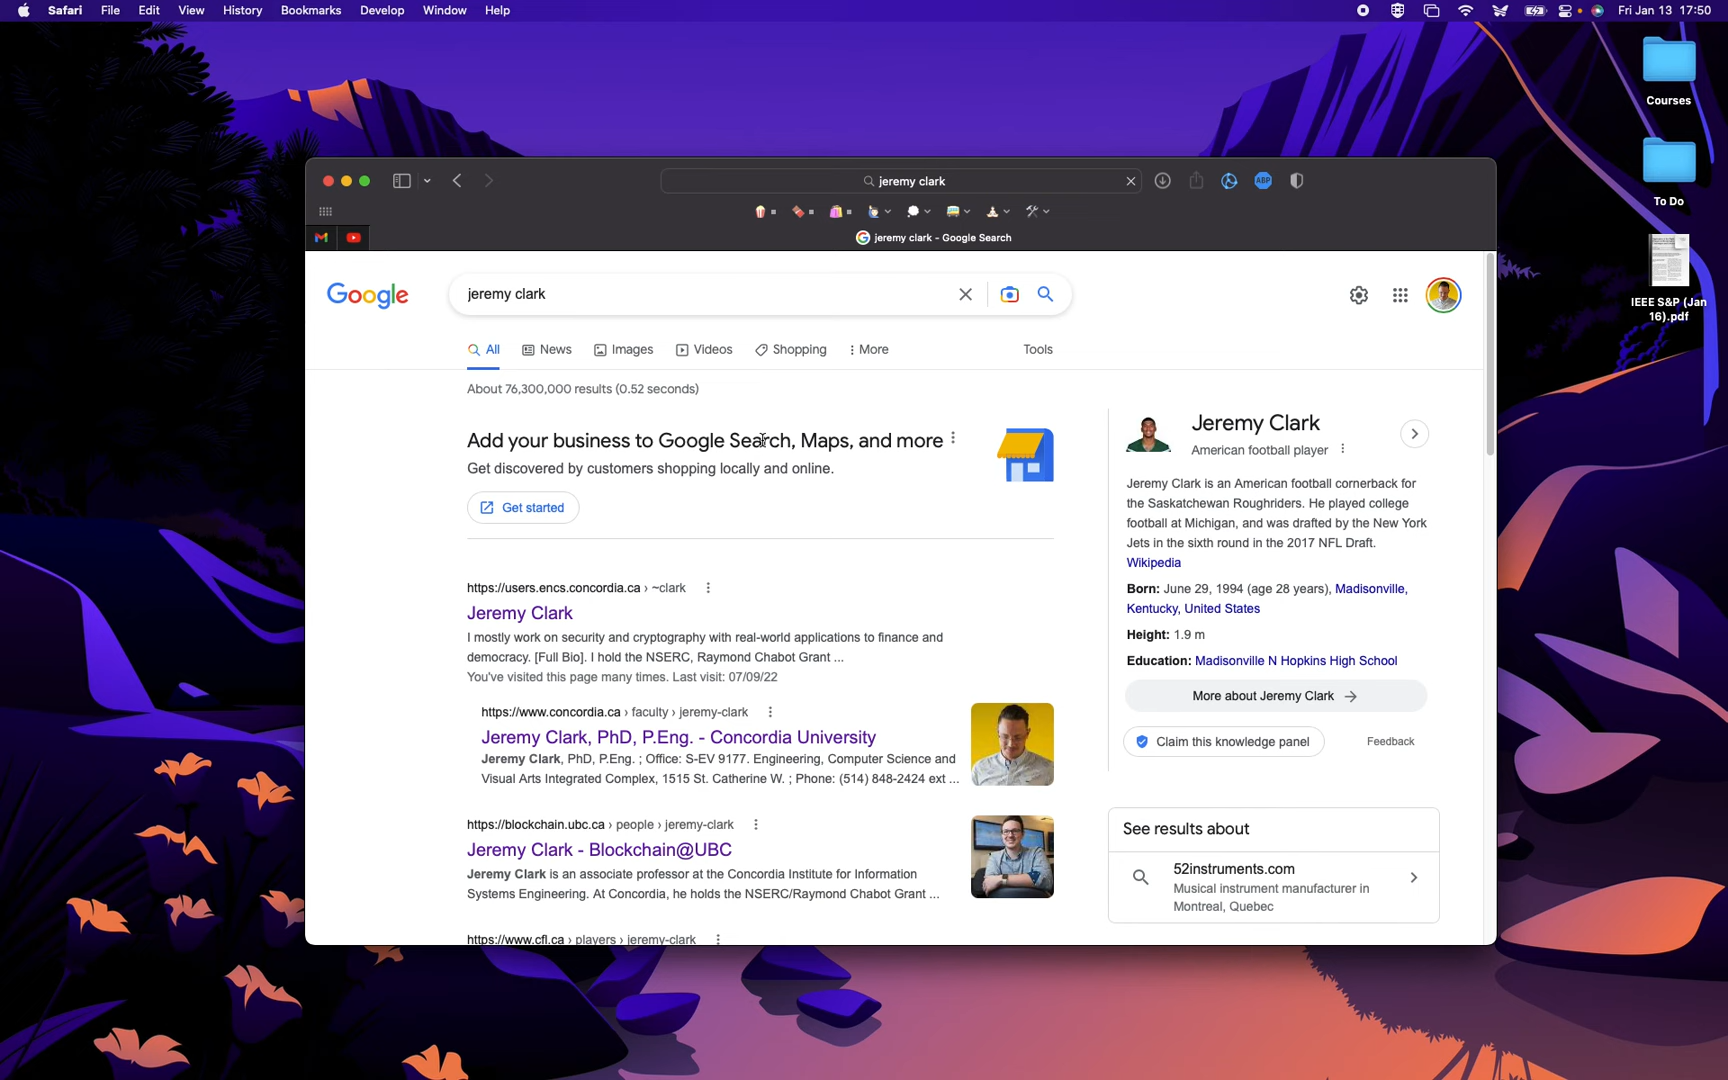 Safari File Edit View History Bookmarks Develop Window Help
Fri Jan 13 17:50
Courses
To Do
IEEE S&P (Jan
16).pdf
jeremy clark
ABP
jeremy clark - Google Search
Google
jeremy clark
All News Images Videos Shopping More Tools
About 76,300,000 results (0.52 seconds)
Add your business to Google Search, Maps, and more
Get discovered by customers shopping locally and online.
Get started
https://users.encs.concordia.ca › ~clark
Jeremy Clark
I mostly work on security and cryptography with real-world applications to finance and
democracy. [Full Bio]. I hold the NSERC, Raymond Chabot Grant ...
You've visited this page many times. Last visit: 07/09/22
https://www.concordia.ca › faculty › jeremy-clark
Jeremy Clark, PhD, P.Eng. - Concordia University
Jeremy Clark, PhD, P.Eng. ; Office: S-EV 9177. Engineering, Computer Science and
Visual Arts Integrated Complex, 1515 St. Catherine W. ; Phone: (514) 848-2424 ext ...
https://blockchain.ubc.ca › people › jeremy-clark
Jeremy Clark - Blockchain@UBC
Jeremy Clark is an associate professor at the Concordia Institute for Information
Systems Engineering. At Concordia, he holds the NSERC/Raymond Chabot Grant ...
https://www.cfl.ca › players › jeremy-clark
Jeremy Clark
American football player
Jeremy Clark is an American football cornerback for
the Saskatchewan Roughriders. He played college
football at Michigan, and was drafted by the New York
Jets in the sixth round in the 2017 NFL Draft.
Wikipedia
Born: June 29, 1994 (age 28 years), Madisonville,
Kentucky, United States
Height: 1.9 m
Education: Madisonville N Hopkins High School
More about Jeremy Clark
Claim this knowledge panel
Feedback
See results about
52instruments.com
Musical instrument manufacturer in
Montreal, Quebec